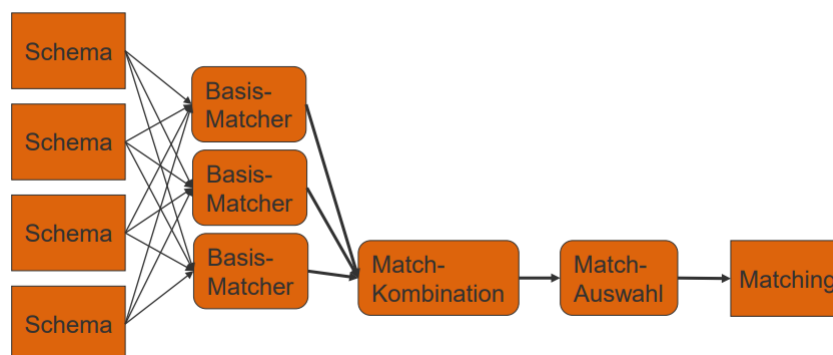 Schema
Schema
Schema
Schema
Basis-
Matcher
Basis-
Matcher
Basis-
Matcher
Match-
Kombination
Match-
Auswahl
Matching